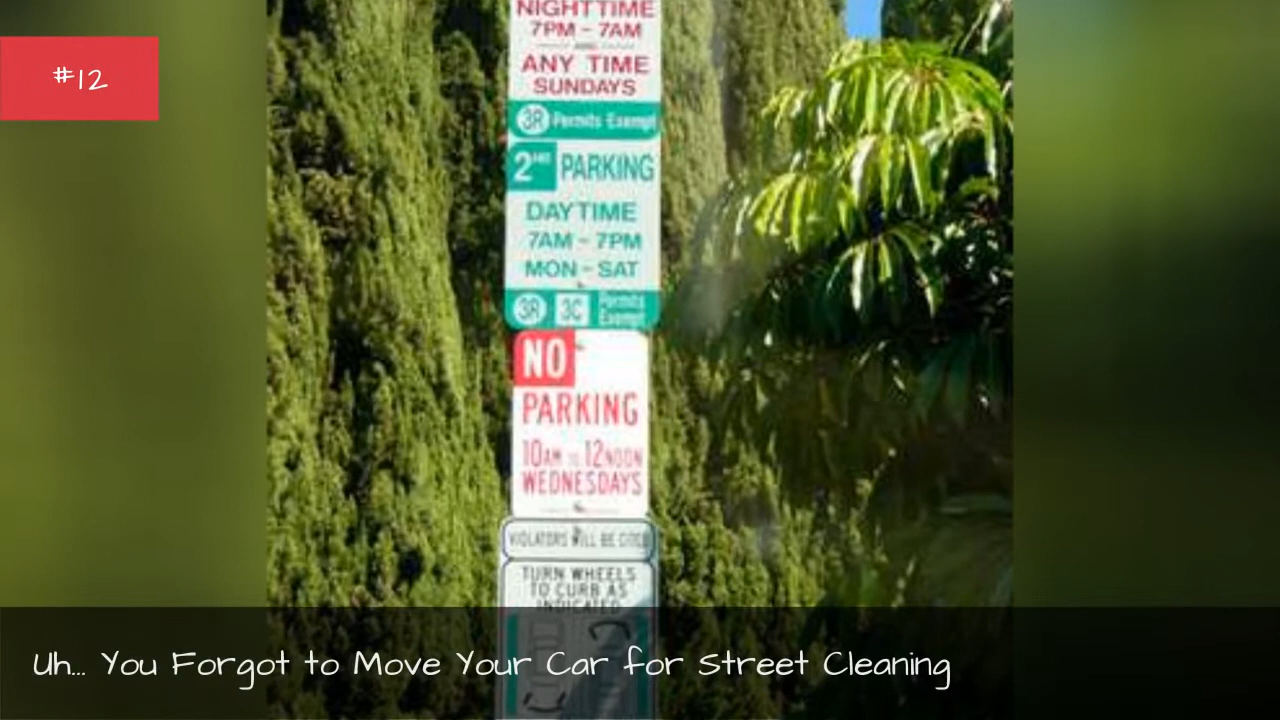 #12
NIGHTTIME
7PM - 7AM
ANY TIME
SUNDAYS
3R Permits Exempt
2 HR PARKING
DAYTIME
7AM - 7PM
MON - SAT
3R 3C Permits
Exempt
NO
PARKING
10AM TO 12NOON
WEDNESDAYS
VIOLATORS WILL BE CITED
TURN WHEELS
TO CURB AS
INDICATED
Uh... You Forgot to Move Your Car for Street Cleaning